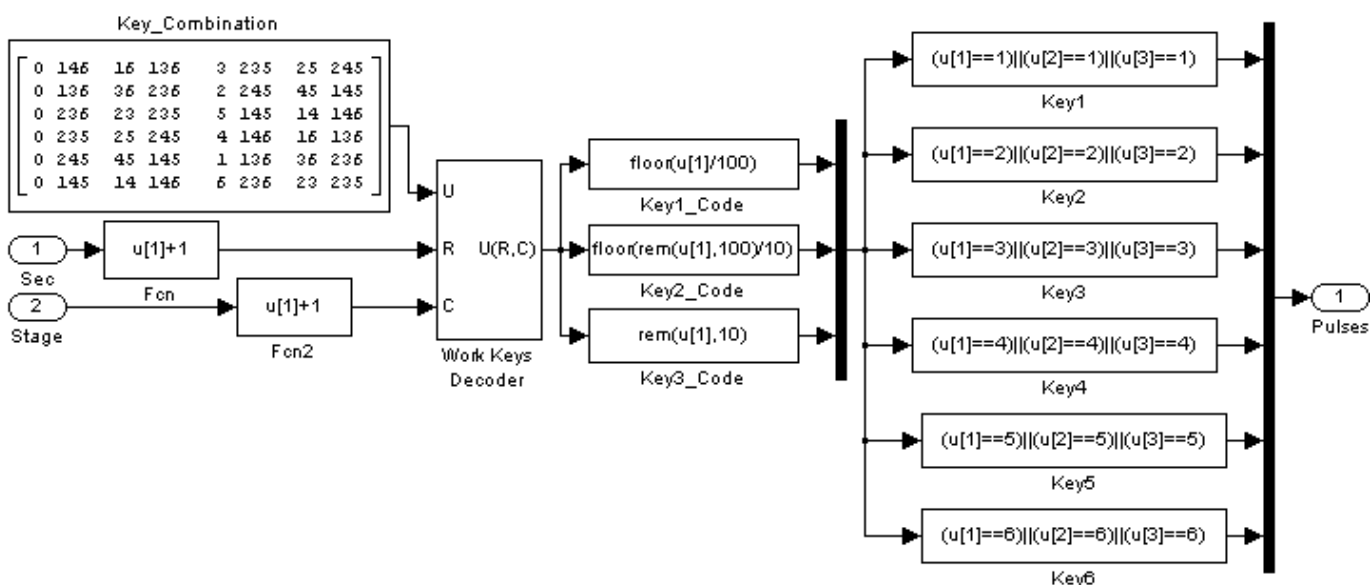 Key_Combination
0 146 16 136 3 235 25 245
0 136 36 236 2 245 45 145
0 236 23 235 5 145 14 146
0 235 25 245 4 146 16 136
0 245 45 145 1 136 36 236
0 145 14 146 6 236 23 235
1
Sec
2
Stage
u[1]+1
Fcn
u[1]+1
Fcn2
U
R U(R,C)
C
Work Keys
Decoder
floor(u[1]/100)
Key1_Code
floor(rem(u[1],100)/10)
Key2_Code
rem(u[1],10)
Key3_Code
(u[1]==1)||(u[2]==1)||(u[3]==1)
Key1
(u[1]==2)||(u[2]==2)||(u[3]==2)
Key2
(u[1]==3)||(u[2]==3)||(u[3]==3)
Key3
(u[1]==4)||(u[2]==4)||(u[3]==4)
Key4
(u[1]==5)||(u[2]==5)||(u[3]==5)
Key5
(u[1]==6)||(u[2]==6)||(u[3]==6)
Key6
1
Pulses